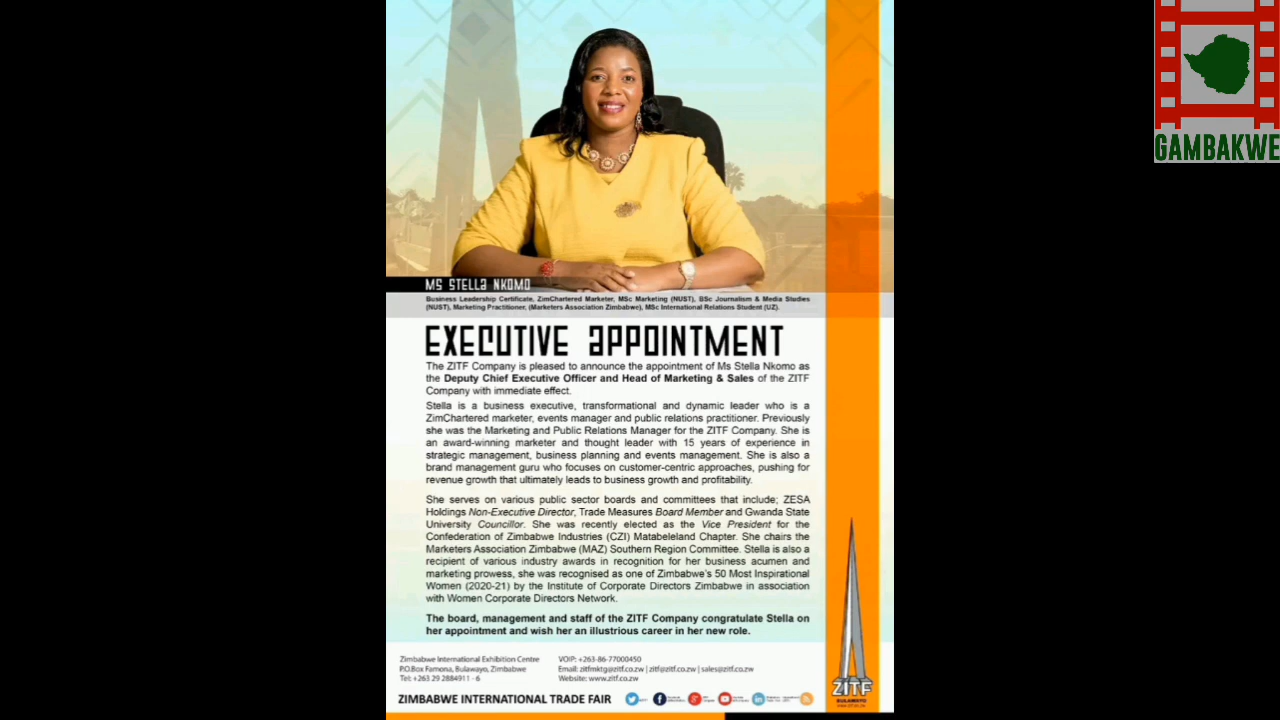 GAMBAKWE
MS STELLA NKOMO
Business Leadership Certificate, ZimChartered Marketer, MSc Marketing (NUST), BSc Journalism & Media Studies
(NUST), Marketing Practitioner, (Marketers Association Zimbabwe), MSc International Relations Student (UZ).
EXECUTIVE APPOINTMENT
The ZITF Company is pleased to announce the appointment of Ms Stella Nkomo as
the Deputy Chief Executive Officer and Head of Marketing & Sales of the ZITF
Company with immediate effect.
Stella is a business executive, transformational and dynamic leader who is a
ZimChartered marketer, events manager and public relations practitioner. Previously
she was the Marketing and Public Relations Manager for the ZITF Company. She is
an award-winning marketer and thought leader with 15 years of experience in
strategic management, business planning and events management. She is also a
brand management guru who focuses on customer-centric approaches, pushing for
revenue growth that ultimately leads to business growth and profitability.
She serves on various public sector boards and committees that include; ZESA
Holdings Non-Executive Director, Trade Measures Board Member and Gwanda State
University Councillor. She was recently elected as the Vice President for the
Confederation of Zimbabwe Industries (CZI) Matabeleland Chapter. She chairs the
Marketers Association Zimbabwe (MAZ) Southern Region Committee. Stella is also a
recipient of various industry awards in recognition for her business acumen and
marketing prowess, she was recognised as one of Zimbabwe's 50 Most Inspirational
Women (2020-21) by the Institute of Corporate Directors Zimbabwe in association
with Women Corporate Directors Network.
The board, management and staff of the ZITF Company congratulate Stella on
her appointment and wish her an illustrious career in her new role.
Zimbabwe International Exhibition Centre
P.O.Box Famona, Bulawayo, Zimbabwe
Tel: +263 29 2884911 - 6
VOIP: +263-86-77000450
Email: zitfmktg@zitf.co.zw | zitf@zitf.co.zw | sales@zitf.co.zw
Website: www.zitf.co.zw
ZIMBABWE INTERNATIONAL TRADE FAIR
ZITF
BULAWAYO